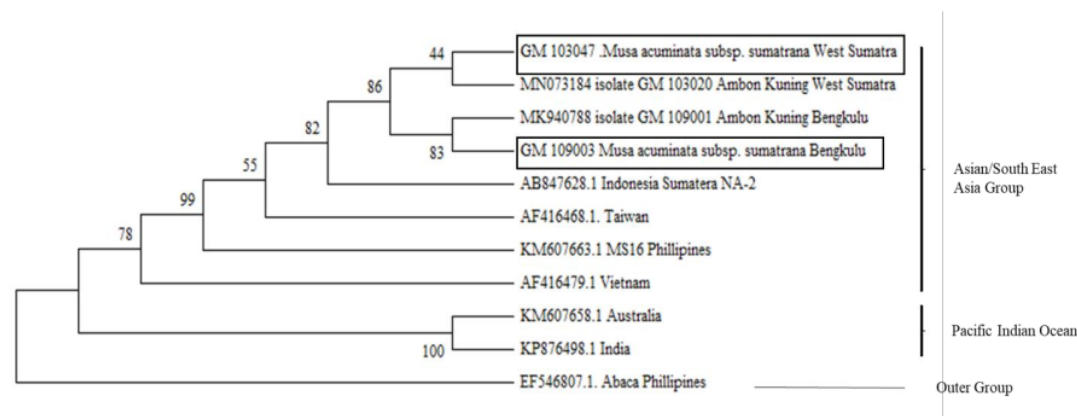 44
GM 103047 .Musa acuminata subsp. sumatrana West Sumatra
MN073184 isolate GM 103020 Ambon Kuning West Sumatra
86
MK940788 isolate GM 109001 Ambon Kuning Bengkulu
82
83
GM 109003 Musa acuminata subsp. sumatrana Bengkulu
55
AB847628.1 Indonesia Sumatera NA-2
99
AF416468.1. Taiwan
78
KM607663.1 MS16 Phillipines
AF416479.1 Vietnam
KM607658.1 Australia
100
KP876498.1 India
EF546807.1. Abaca Phillipines
Asian/South East
Asia Group
Pacific Indian Ocean
Outer Group